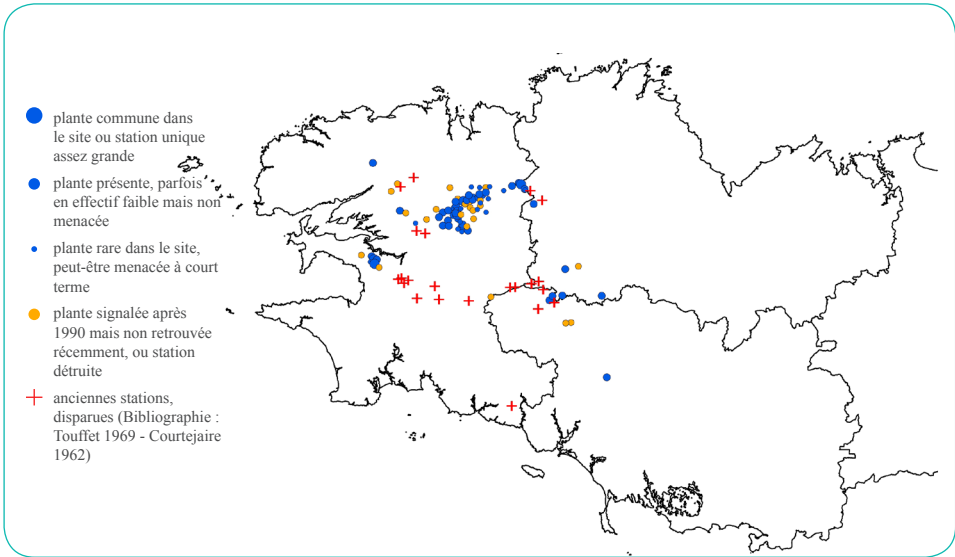 plante commune dans
le site ou station unique
assez grande
plante présente, parfois
en effectif faible mais non
menacée
plante rare dans le site,
peut-être menacée à court
terme
plante signalée après
1990 mais non retrouvée
récemment, ou station
détruite
anciennes stations,
disparues (Bibliographie :
Touffet 1969 - Courtejaire
1962)